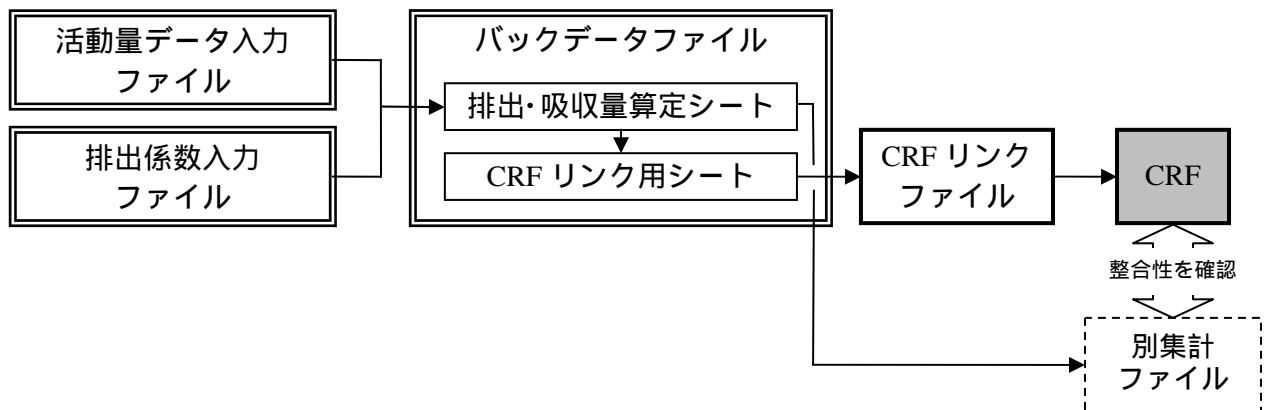 活動量データ入力
ファイル
排出係数入力
ファイル
バックデータファイル
排出・吸収量算定シート
CRF リンク用シート
CRF リンク
ファイル
CRF
整合性を確認
別集計
ファイル